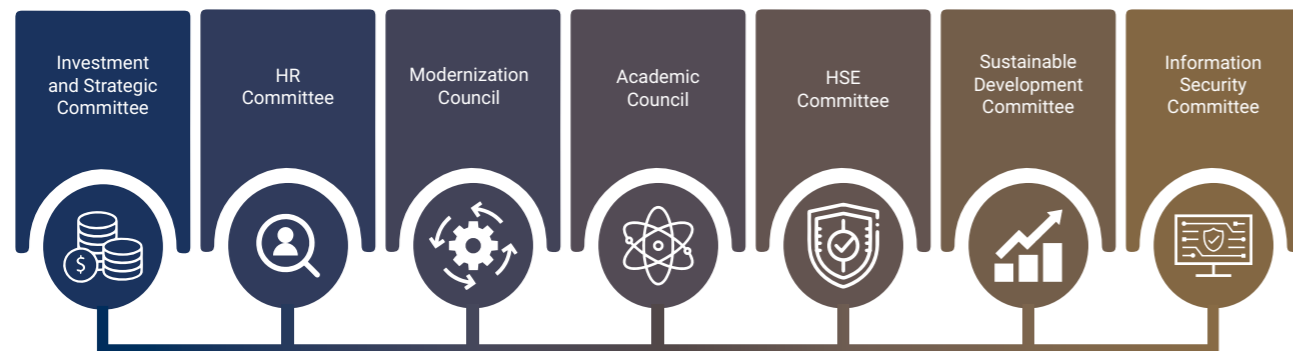 Investment
and Strategic
Committee
HR
Committee
Modernization
Council
Academic
Council
HSE
Committee
Sustainable
Development
Committee
Information
Security
Committee
$